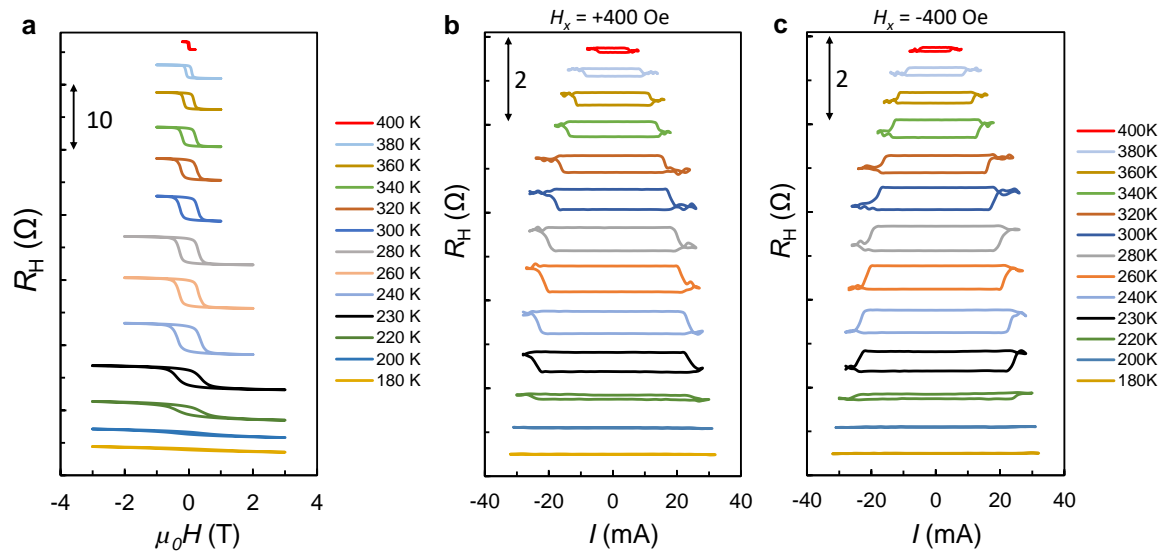 a
R_H (Ω)
10
-4 -2 0 2 4
μ₀H (T)
400 K
380 K
360 K
340 K
320 K
300 K
280 K
260 K
240 K
230 K
220 K
200 K
180 K
b
H_x = +400 Oe
R_H (Ω)
2
-40 -20 0 20 40
I (mA)
c
H_x = -400 Oe
R_H (Ω)
2
-40 -20 0 20 40
I (mA)
400K
380K
360K
340K
320K
300K
280K
260K
240K
230K
220K
200K
180K